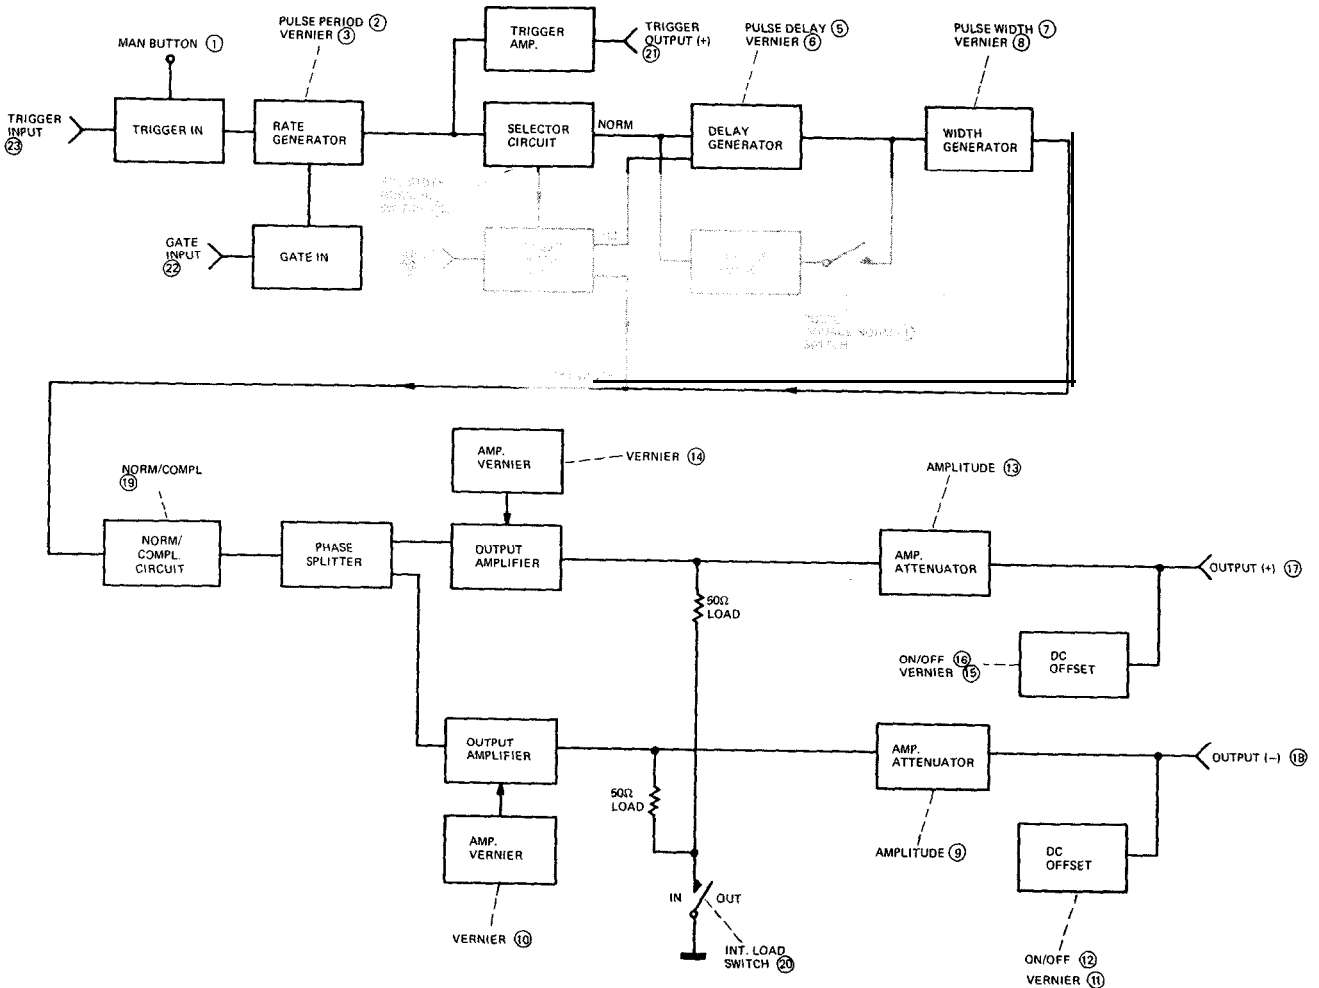 PULSE PERIOD ②
VERNIER ③
MAN BUTTON ①
TRIGGER
AMP.
TRIGGER
OUTPUT (+)
㉑
PULSE DELAY ⑤
VERNIER ⑥
PULSE WIDTH ⑦
VERNIER ⑧
TRIGGER
INPUT
㉓
TRIGGER IN
RATE
GENERATOR
SELECTOR
CIRCUIT
NORM
DELAY
GENERATOR
WIDTH
GENERATOR
GATE
INPUT
㉒
GATE IN
SWITCH
AMP.
VERNIER
VERNIER ⑭
NORM/COMPL
⑲
AMPLITUDE ⑬
NORM/
COMPL.
CIRCUIT
PHASE
SPLITTER
OUTPUT
AMPLIFIER
AMP.
ATTENUATOR
OUTPUT (+) ⑰
50Ω
LOAD
ON/OFF ⑯
VERNIER ⑮
DC
OFFSET
OUTPUT
AMPLIFIER
AMP.
ATTENUATOR
OUTPUT (−) ⑱
50Ω
LOAD
AMP.
VERNIER
AMPLITUDE ⑨
DC
OFFSET
IN
OUT
VERNIER ⑩
INT. LOAD
SWITCH ⑳
ON/OFF ⑫
VERNIER ⑪